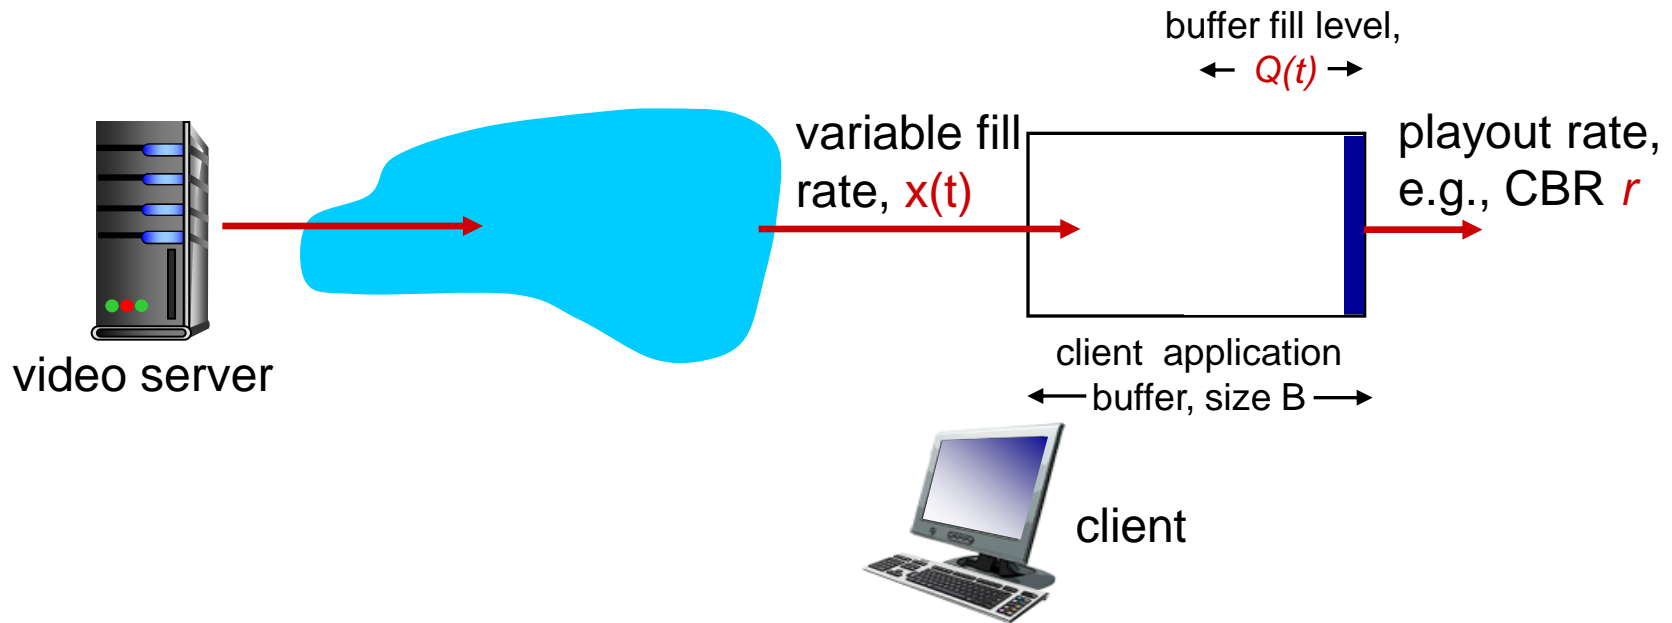 buffer fill level,
Q(t)
variable fill
rate, x(t)
playout rate,
e.g., CBR r
video server
client application
buffer, size B
client